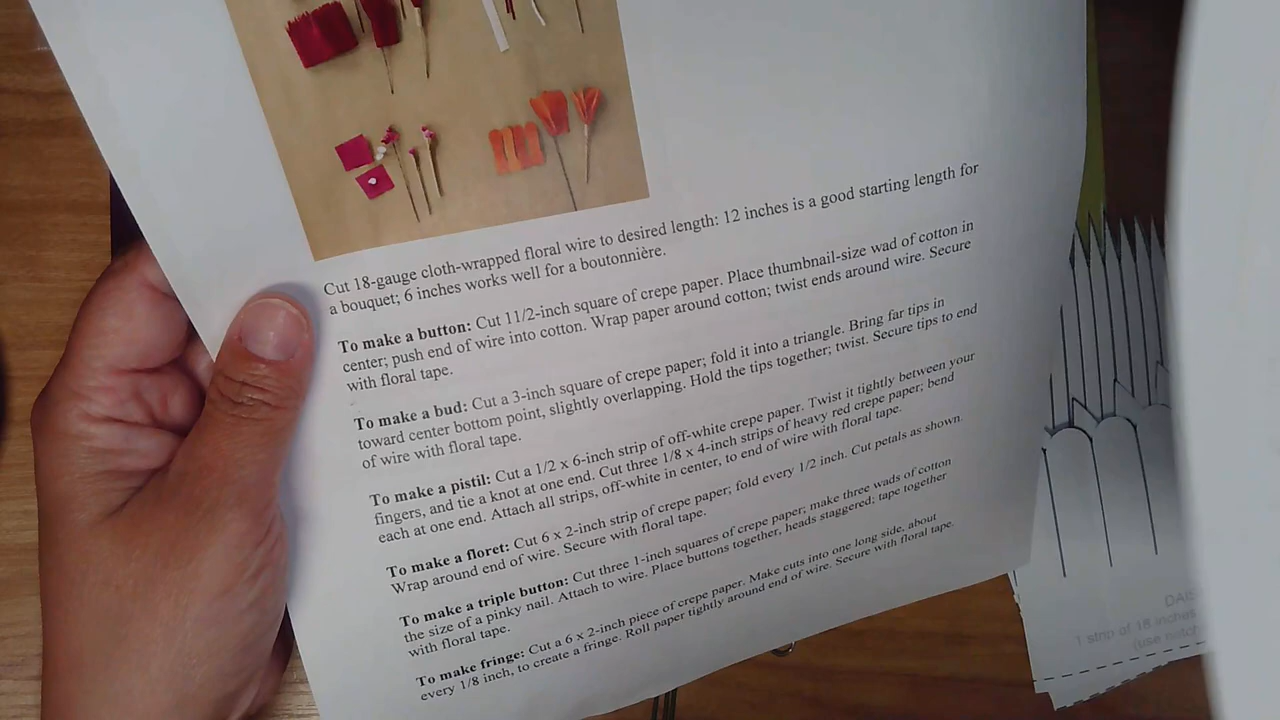 Cut 18-gauge cloth-wrapped floral wire to desired length: 12 inches is a good starting length for
a bouquet; 6 inches works well for a boutonnière.
To make a button: Cut 11/2-inch square of crepe paper. Place thumbnail-size wad of cotton in
center; push end of wire into cotton. Wrap paper around cotton; twist ends around wire. Secure
with floral tape.
To make a bud: Cut a 3-inch square of crepe paper; fold it into a triangle. Bring far tips in
toward center bottom point, slightly overlapping. Hold the tips together; twist. Secure tips to end
of wire with floral tape.
To make a pistil: Cut a 1/2 x 6-inch strip of off-white crepe paper. Twist it tightly between your
fingers, and tie a knot at one end. Cut three 1/8 x 4-inch strips of heavy red crepe paper; bend
each at one end. Attach all strips, off-white in center, to end of wire with floral tape.
To make a floret: Cut 6 x 2-inch strip of crepe paper; fold every 1/2 inch. Cut petals as shown.
Wrap around end of wire. Secure with floral tape.
To make a triple button: Cut three 1-inch squares of crepe paper; make three wads of cotton
the size of a pinky nail. Attach to wire. Place buttons together, heads staggered; tape together
with floral tape.
To make fringe: Cut a 6 x 2-inch piece of crepe paper. Make cuts into one long side, about
every 1/8 inch, to create a fringe. Roll paper tightly around end of wire. Secure with floral tape.
1 strip of 18 inches
(use